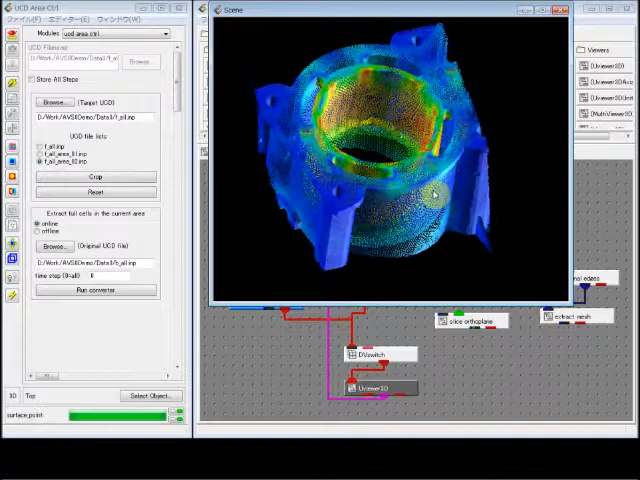 UCD Area Ctrl
ファイル(F) エディター(E) ウィンドウ(W)
Modules
ucd area ctrl
UCD Filename
Browse...
Store All Steps
Browse...
(Target UCD)
D:/Work/AVSIIDemo/Data3/f_all.inp
UCD file lists
f_all.inp
f_all_area_01.inp
f_all_area_02.inp
Crop
Reset
Extract full cells in the current area
online
offline
Browse...
(Original UCD file)
D:/Work/AVSIIDemo/Data3/b_all.inp
time step (0=all)
0
Run converter
3D
Top
Select Object...
surface_point:
Scene
Viewers
(Uviewer3D)
(MultiViewer3D
slice orthoplane
extract mesh
DVswitch
Uviewer3D